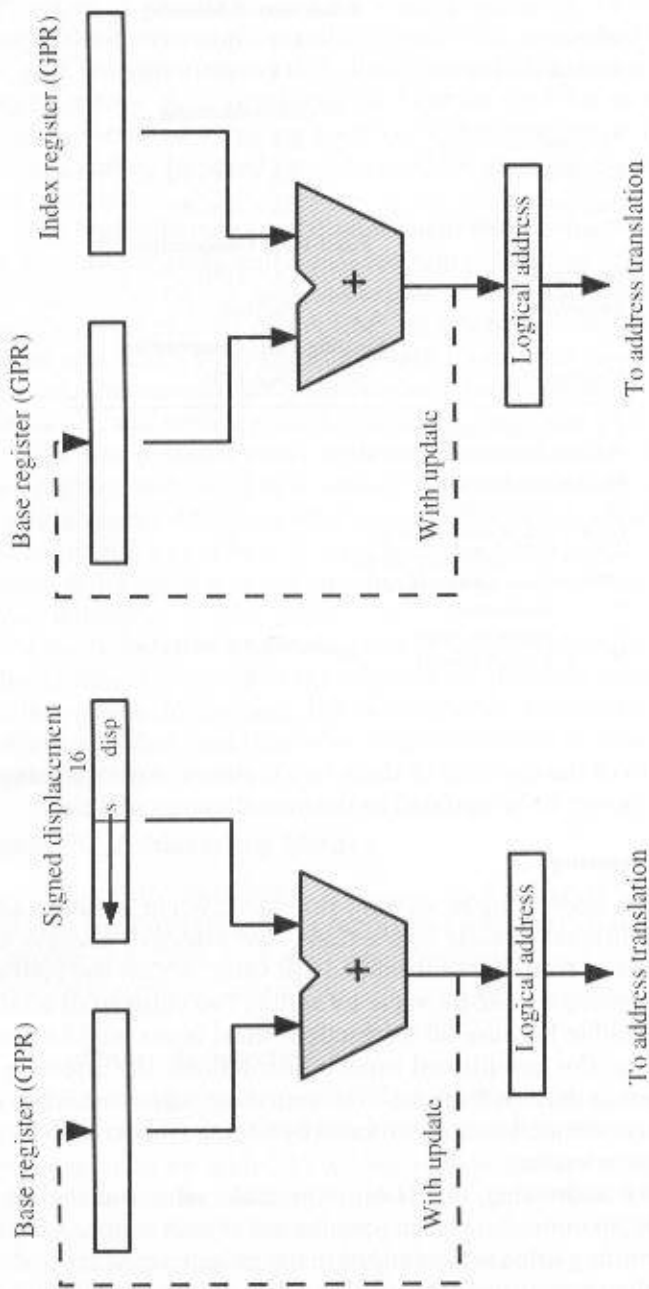 Base register (GPR)
Signed displacement
16
disp
+
With update
Logical address
To address translation
Base register (GPR)
Index register (GPR)
+
With update
Logical address
To address translation